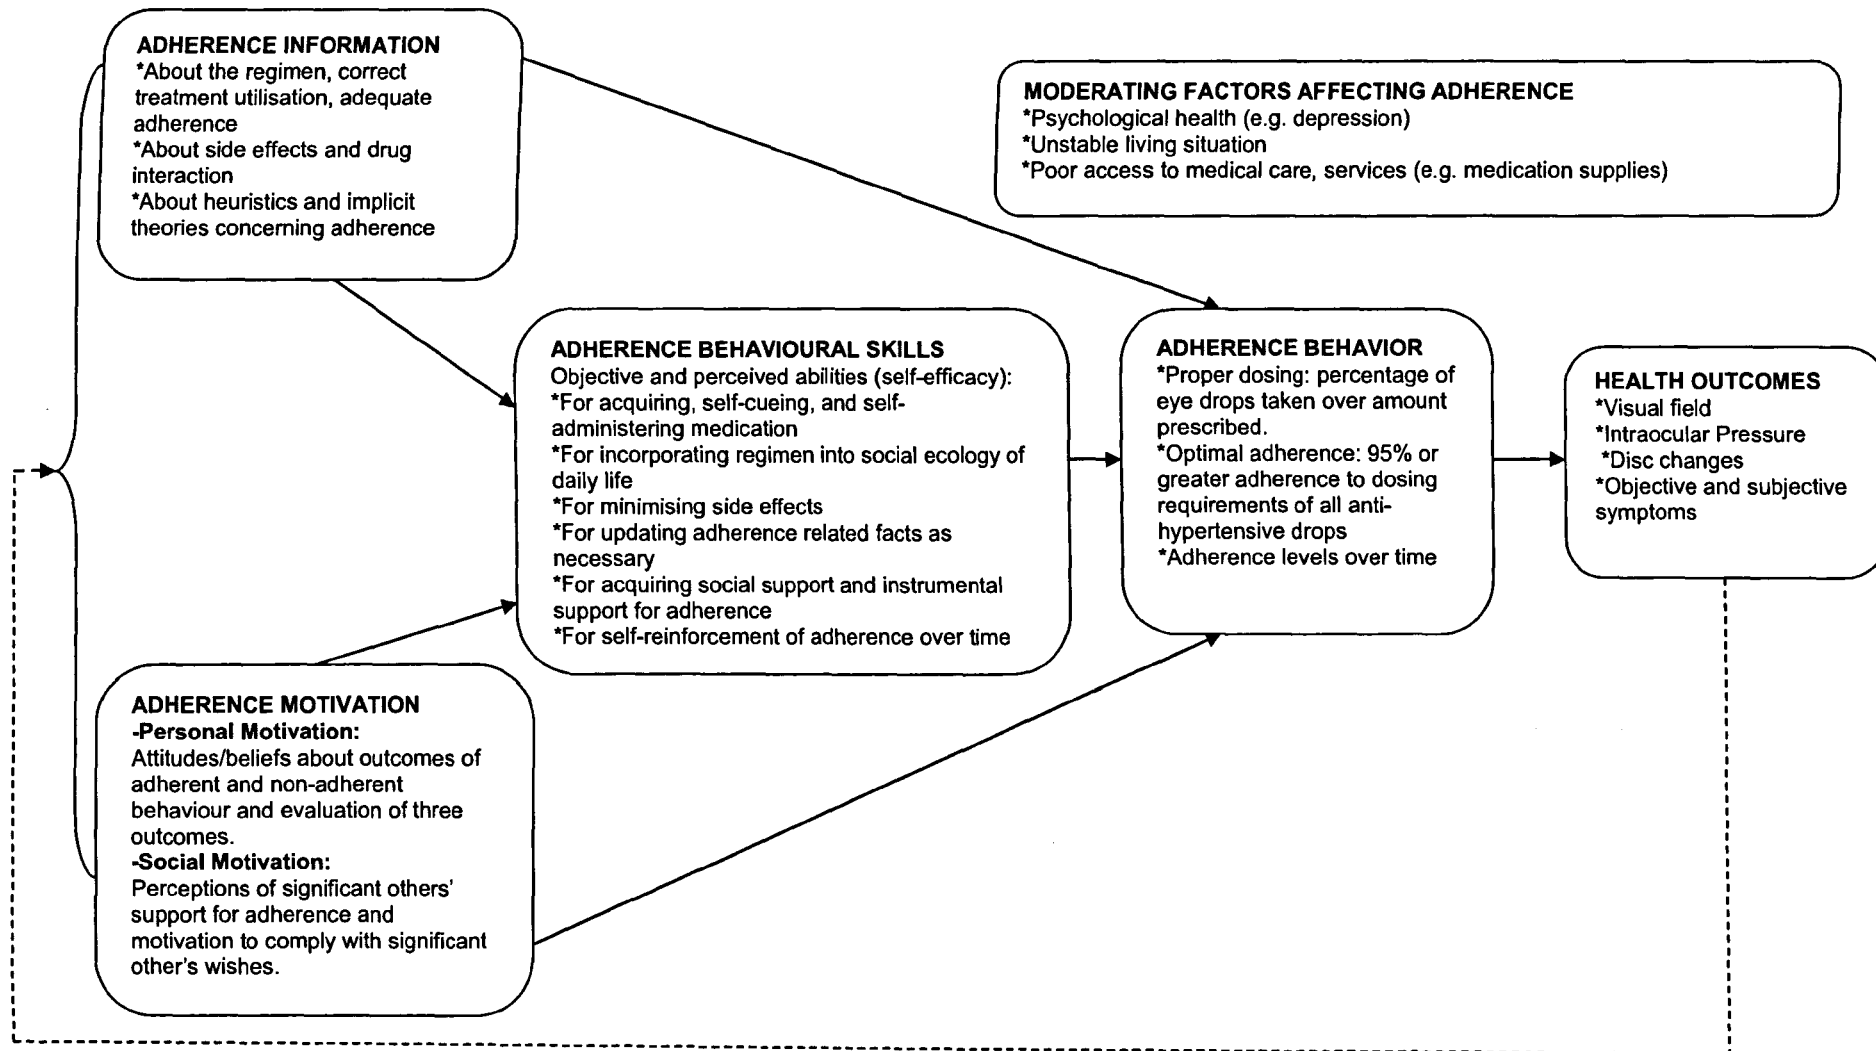 ADHERENCE INFORMATION
*About the regimen, correct
treatment utilisation, adequate
adherence
*About side effects and drug
interaction
*About heuristics and implicit
theories concerning adherence
MODERATING FACTORS AFFECTING ADHERENCE
*Psychological health (e.g. depression)
*Unstable living situation
*Poor access to medical care, services (e.g. medication supplies)
ADHERENCE BEHAVIOURAL SKILLS
Objective and perceived abilities (self-efficacy):
*For acquiring, self-cueing, and self-
administering medication
*For incorporating regimen into social ecology of
daily life
*For minimising side effects
*For updating adherence related facts as
necessary
*For acquiring social support and instrumental
support for adherence
*For self-reinforcement of adherence over time
ADHERENCE BEHAVIOR
*Proper dosing: percentage of
eye drops taken over amount
prescribed.
*Optimal adherence: 95% or
greater adherence to dosing
requirements of all anti-
hypertensive drops
*Adherence levels over time
HEALTH OUTCOMES
*Visual field
*Intraocular Pressure
*Disc changes
*Objective and subjective
symptoms
ADHERENCE MOTIVATION
-Personal Motivation:
Attitudes/beliefs about outcomes of
adherent and non-adherent
behaviour and evaluation of three
outcomes.
-Social Motivation:
Perceptions of significant others'
support for adherence and
motivation to comply with significant
other's wishes.